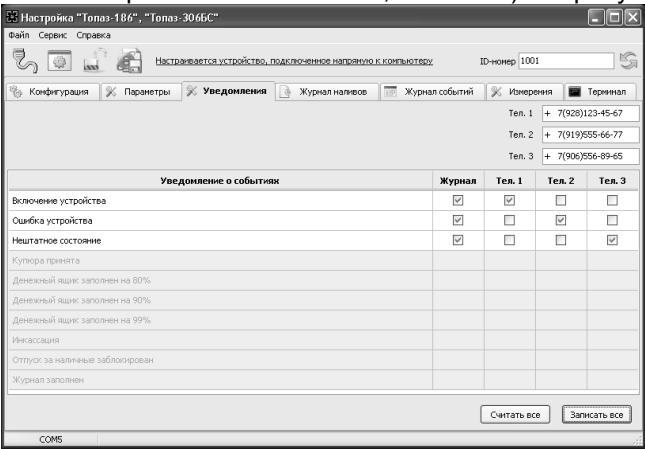 Настройка "Топаз-186", "Топаз-306БС"
Файл Сервис Справка
Настраивается устройство, подключенное напрямую к компьютеру ID-номер 1001
Конфигурация Параметры Уведомления Журнал наливов Журнал событий Измерения Терминал
Тел. 1 + 7(928)123-45-67
Тел. 2 + 7(919)555-66-77
Тел. 3 + 7(906)556-89-65
Уведомление о событиях Журнал Тел. 1 Тел. 2 Тел. 3
Включение устройства
Ошибка устройства
Нештатное состояние
Купюра принята
Денежный ящик заполнен на 80%
Денежный ящик заполнен на 90%
Денежный ящик заполнен на 99%
Инкассация
Отпуск за наличные заблокирован
Журнал заполнен
Считать все Записать все
COM5